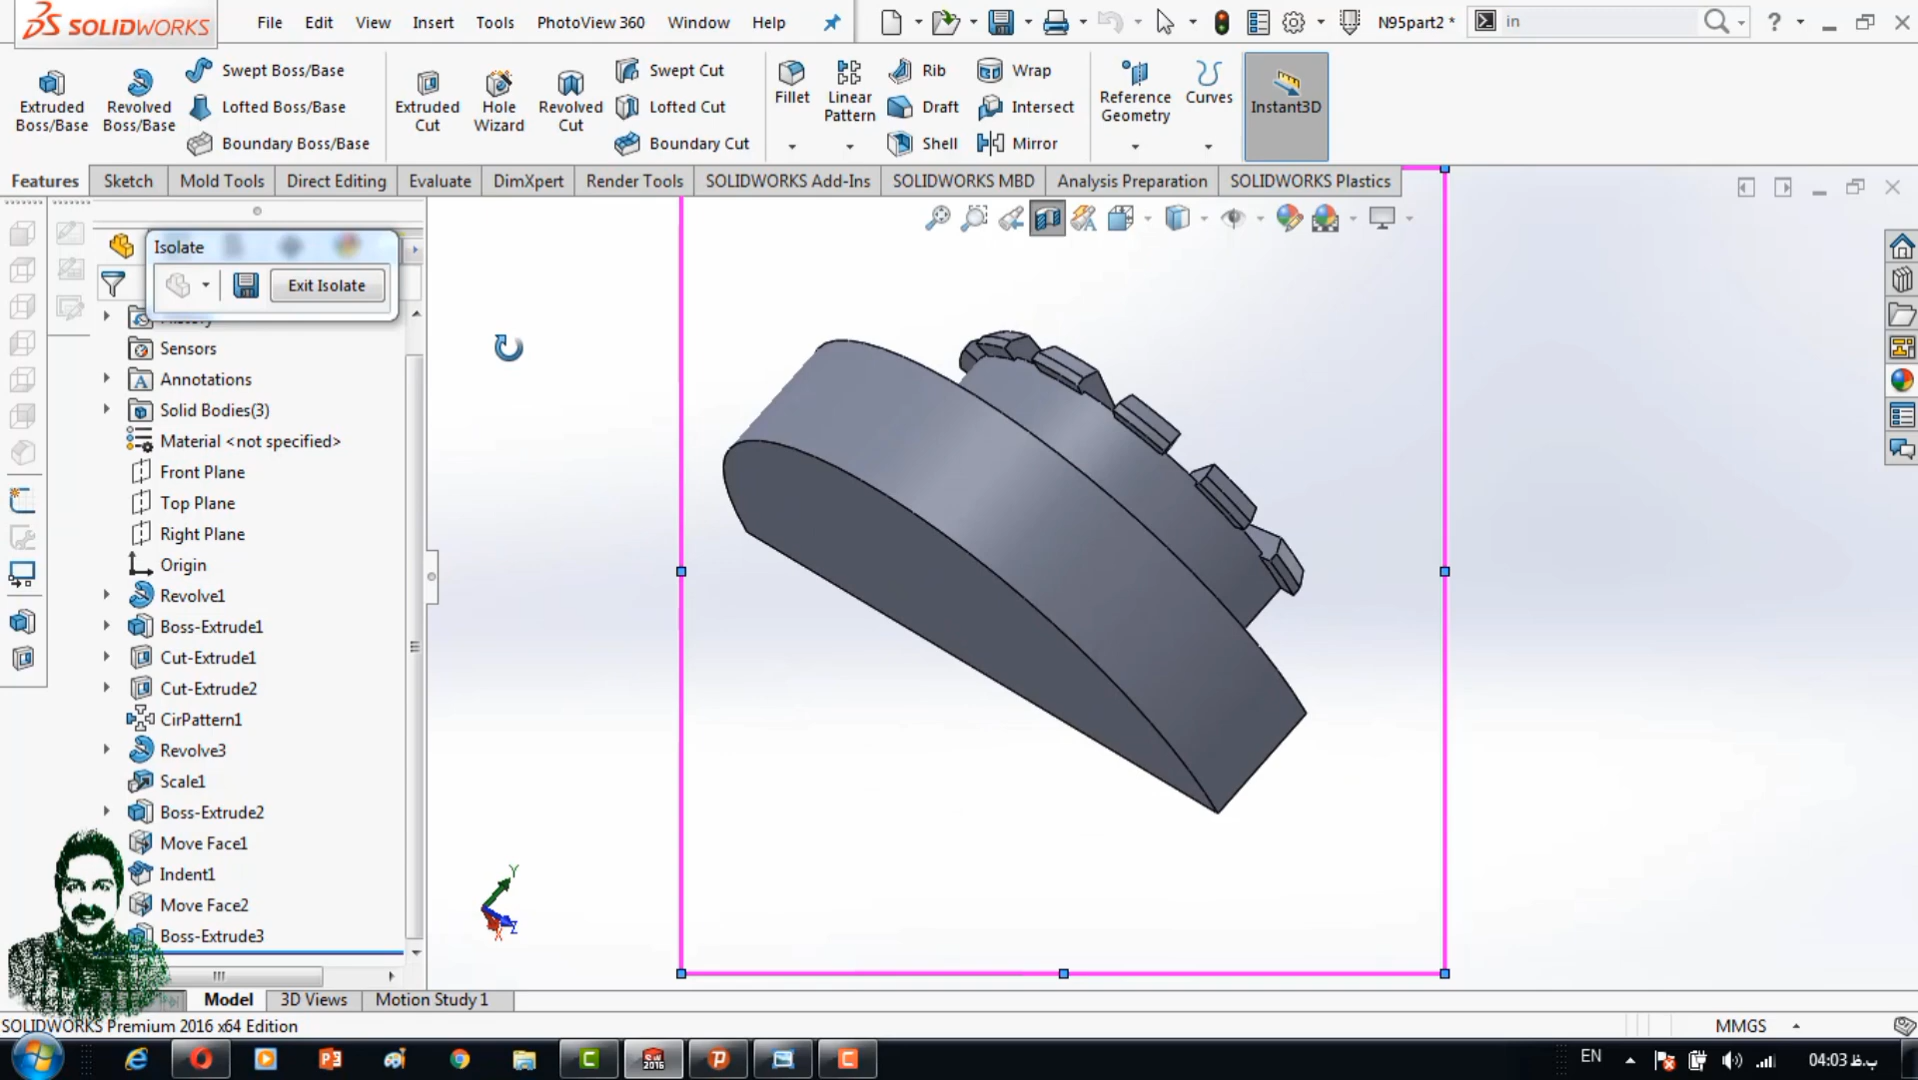 SOLIDWORKS File Edit View Insert Tools PhotoView 360 Window Help N95part2 * in ?
Extruded Boss/Base
Revolved Boss/Base
Swept Boss/Base
Lofted Boss/Base
Boundary Boss/Base
Extruded Cut
Hole Wizard
Revolved Cut
Swept Cut
Lofted Cut
Boundary Cut
Fillet
Linear Pattern
Rib
Draft
Shell
Wrap
Intersect
Mirror
Reference Geometry
Curves
Instant3D
Features Sketch Mold Tools Direct Editing Evaluate DimXpert Render Tools SOLIDWORKS Add-Ins SOLIDWORKS MBD Analysis Preparation SOLIDWORKS Plastics
Isolate
Exit Isolate
History
Sensors
Annotations
Solid Bodies(3)
Material <not specified>
Front Plane
Top Plane
Right Plane
Origin
Revolve1
Boss-Extrude1
Cut-Extrude1
Cut-Extrude2
CirPattern1
Revolve3
Scale1
Boss-Extrude2
Move Face1
Indent1
Move Face2
Boss-Extrude3
Y
Z
X
Model 3D Views Motion Study 1
SOLIDWORKS Premium 2016 x64 Edition MMGS
EN 04:03 ب.ظ